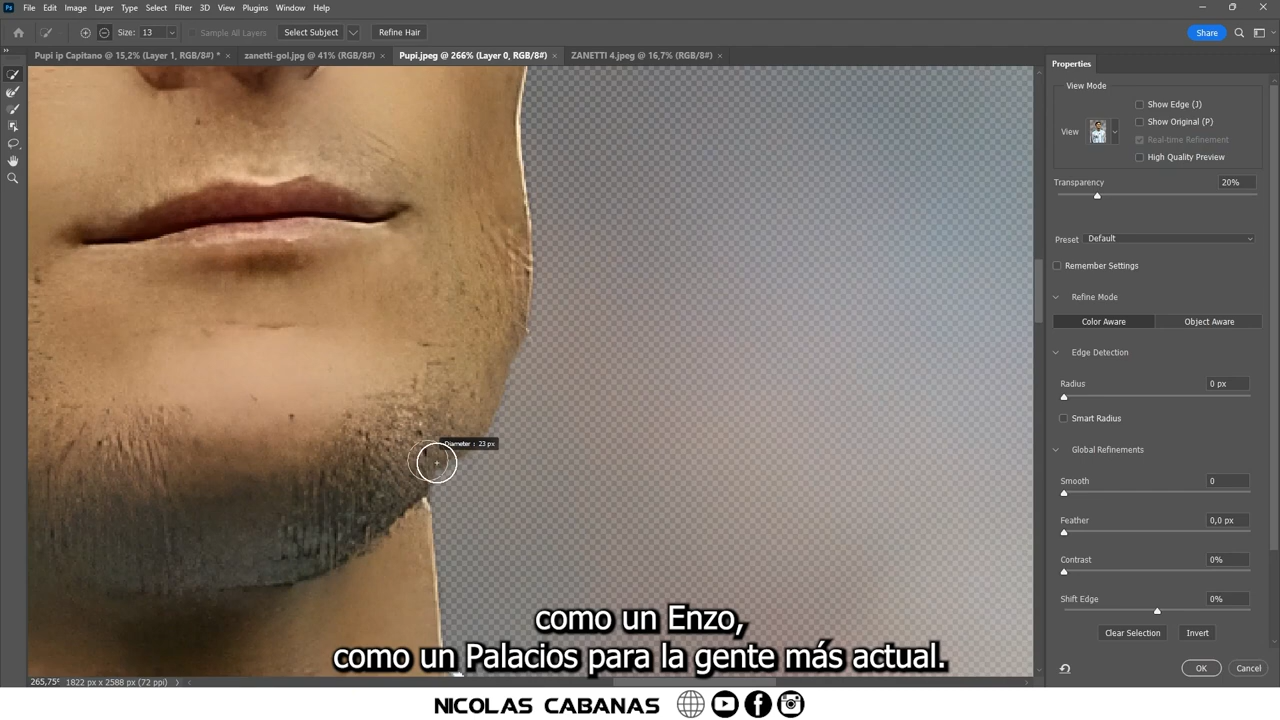 File Edit Image Layer Type Select Filter 3D View Plugins Window Help
Size: 13 Sample All Layers Select Subject Refine Hair Share
Pupi ip Capitano @ 15,2% (Layer 1, RGB/8#) * × zanetti-gol.jpg @ 41% (RGB/8#) × Pupi.jpeg @ 266% (Layer 0, RGB/8#) × ZANETTI 4.jpeg @ 16,7% (RGB/8#) ×
Properties
View Mode
Show Edge (J)
Show Original (P)
View
Real-time Refinement
High Quality Preview
Transparency 20%
Preset Default
Remember Settings
Refine Mode
Color Aware Object Aware
Edge Detection
Radius 0 px
Smart Radius
Global Refinements
Smooth 0
Feather 0,0 px
Contrast 0%
Shift Edge 0%
Clear Selection Invert
OK Cancel
Diameter : 23 px
como un Enzo,
como un Palacios para la gente más actual.
265,75% 1822 px x 2588 px (72 ppi)
NICOLAS CABANAS